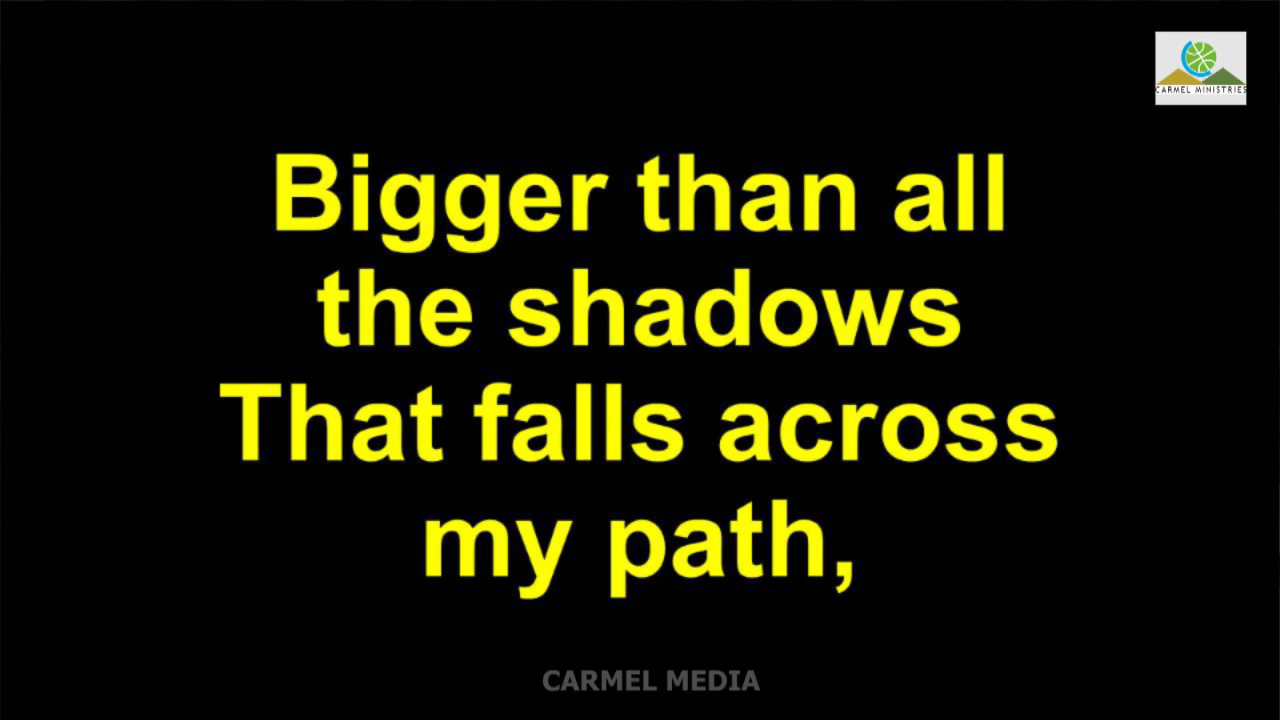 CARMEL MINISTRIES
Bigger than all
the shadows
That falls across
my path,
CARMEL MEDIA